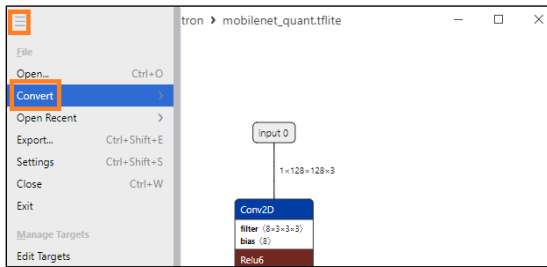 tron › mobilenet_quant.tflite
File
Open... Ctrl+O
Convert >
Open Recent >
Export... Ctrl+Shift+E
Settings Ctrl+Shift+S
Close Ctrl+W
Exit
Manage Targets
Edit Targets
input 0
1×128×128×3
Conv2D
filter ⟨8×3×3×3⟩
bias ⟨8⟩
Relu6